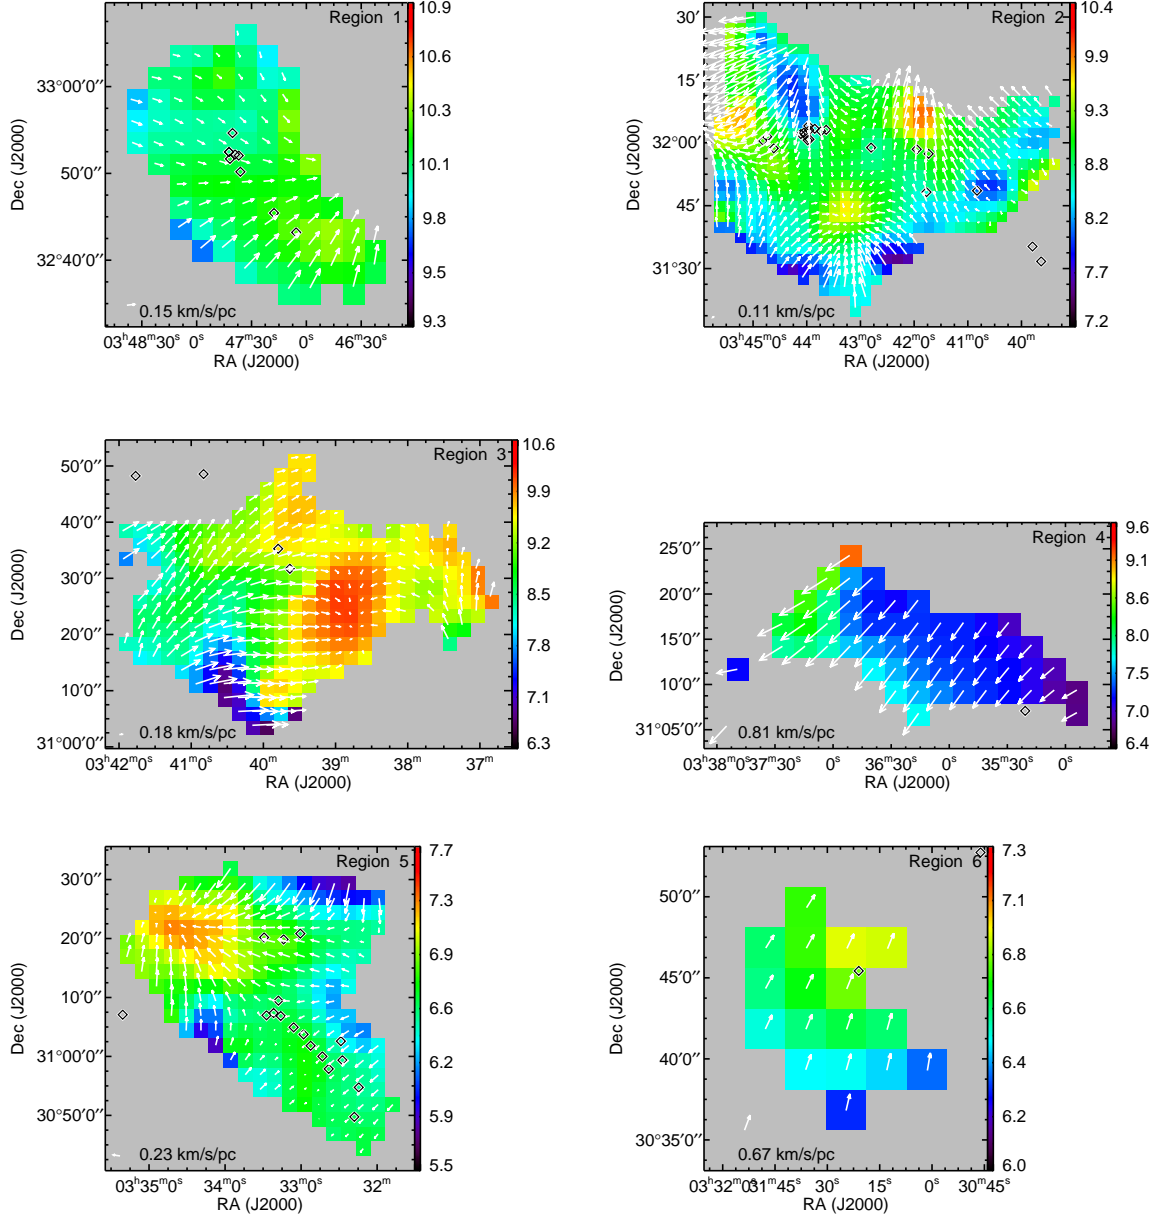 Region 1
33°00′0″
50′0″
32°40′0″
Dec (J2000)
0.15 km/s/pc
03ʰ48ᵐ30ˢ 0ˢ 47ᵐ30ˢ 0ˢ 46ᵐ30ˢ
RA (J2000)
10.9
10.6
10.3
10.1
9.8
9.5
9.3
Region 2
30′
15′
32°00′
45′
31°30′
Dec (J2000)
0.11 km/s/pc
03ʰ45ᵐ0ˢ 44ᵐ 43ᵐ0ˢ 42ᵐ0ˢ 41ᵐ0ˢ 40ᵐ
RA (J2000)
10.4
9.9
9.3
8.8
8.2
7.7
7.2
Region 3
50′0″
40′0″
30′0″
20′0″
10′0″
31°00′0″
Dec (J2000)
0.18 km/s/pc
03ʰ42ᵐ0ˢ 41ᵐ0ˢ 40ᵐ 39ᵐ0ˢ 38ᵐ 37ᵐ
RA (J2000)
10.6
9.9
9.2
8.5
7.8
7.1
6.3
Region 4
25′0″
20′0″
15′0″
10′0″
31°05′0″
Dec (J2000)
0.81 km/s/pc
03ʰ38ᵐ0ˢ 37ᵐ30ˢ 0ˢ 36ᵐ30ˢ 0ˢ 35ᵐ30ˢ 0ˢ
RA (J2000)
9.6
9.1
8.6
8.0
7.5
7.0
6.4
Region 5
30′0″
20′0″
10′0″
31°00′0″
30°50′0″
Dec (J2000)
0.23 km/s/pc
03ʰ35ᵐ0ˢ 34ᵐ0ˢ 33ᵐ0ˢ 32ᵐ
RA (J2000)
7.7
7.3
7.0
6.6
6.2
5.9
5.5
Region 6
50′0″
45′0″
40′0″
30°35′0″
Dec (J2000)
0.67 km/s/pc
03ʰ32ᵐ0ˢ 31ᵐ45ˢ 30ˢ 15ˢ 0ˢ 30ᵐ45ˢ
RA (J2000)
7.3
7.1
6.8
6.6
6.4
6.2
6.0